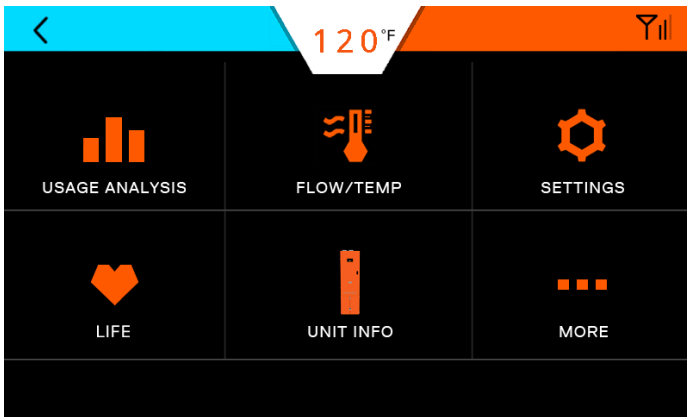 120°F
USAGE ANALYSIS
FLOW/TEMP
SETTINGS
LIFE
UNIT INFO
MORE